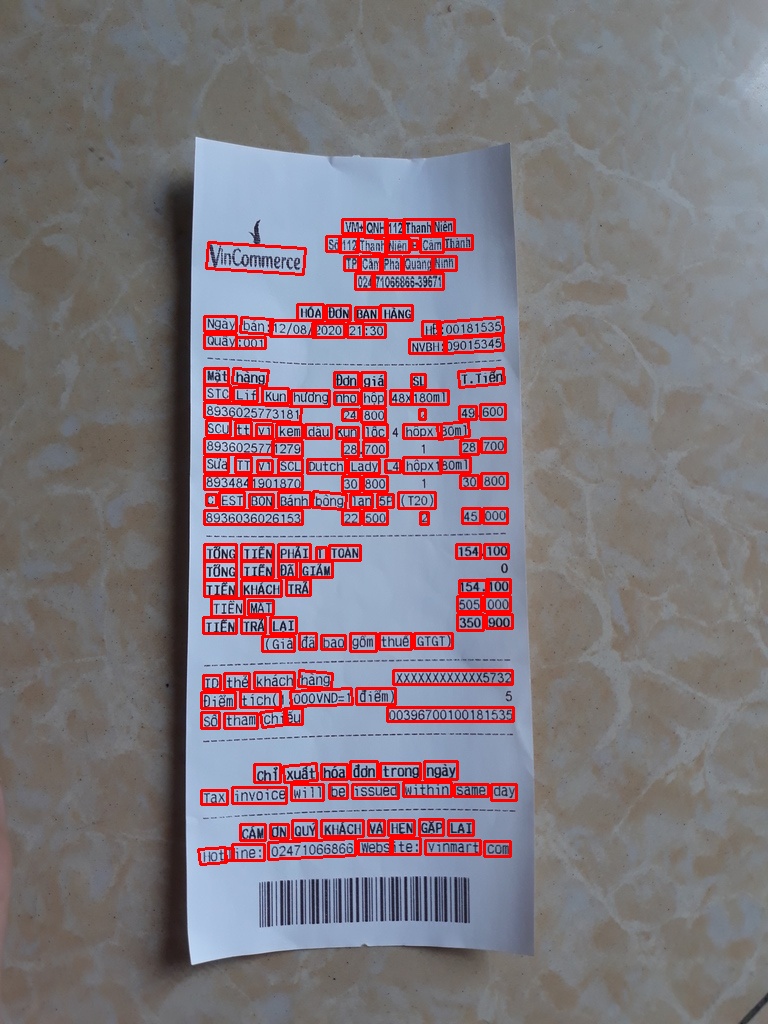 VinCommerce
VM+ QNH 112 Thanh Niên
Số 112 Thanh Niên P. Cẩm Thành
TP. Cẩm Phả Quảng Ninh
02471066866-39671
HÓA ĐƠN BÁN HÀNG
Ngày bán:12/08/2020 21:30 HĐ:00181535
Quầy:001 NVBH:09015345
Mặt hàng Đơn giá SL T.Tiền
STC Lif Kun hương nho hộp 48x180ml
8936025773181 24.800 2 49.600
SCU tt vị kem dâu Kun lốc 4 hộpx180ml
8936025771279 28.700 1 28.700
Sữa TT vị SCL Dutch Lady L4 hộpx180ml
8934841901870 30.800 1 30.800
C.EST BON Bánh bông lan 5P (T20)
8936036026153 22.500 2 45.000
TỔNG TIỀN PHẢI T.TOÁN 154.100
TỔNG TIỀN ĐÃ GIẢM 0
TIỀN KHÁCH TRẢ 154.100
TIỀN MẶT 505.000
TIỀN TRẢ LẠI 350.900
(Giá đã bao gồm thuế GTGT)
ID thẻ khách hàng XXXXXXXXXXXX5732
Điểm tích(1.000VND=1 điểm) 5
Số tham chiếu 00396700100181535
Chỉ xuất hóa đơn trong ngày
Tax invoice will be issued within same day
CẢM ƠN QUÝ KHÁCH VÀ HẸN GẶP LẠI
Hotline: 02471066866 Website: vinmart.com